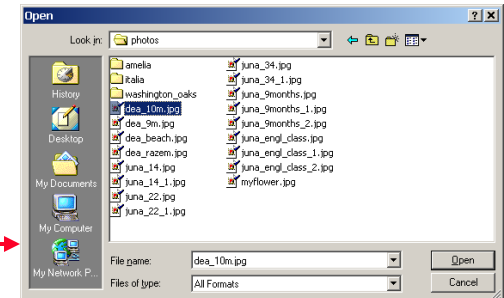 Open
Look in: photos
History
Desktop
My Documents
My Computer
My Network P...
amelia
italia
washington_oaks
dea_10m.jpg
dea_9m.jpg
dea_beach.jpg
dea_razem.jpg
juna_14.jpg
juna_14_1.jpg
juna_22.jpg
juna_22_1.jpg
juna_34.jpg
juna_34_1.jpg
juna_9months.jpg
juna_9months_1.jpg
juna_9months_2.jpg
juna_engl_class.jpg
juna_engl_class_1.jpg
juna_engl_class_2.jpg
myflower.jpg
File name: dea_10m.jpg Open
Files of type: All Formats Cancel